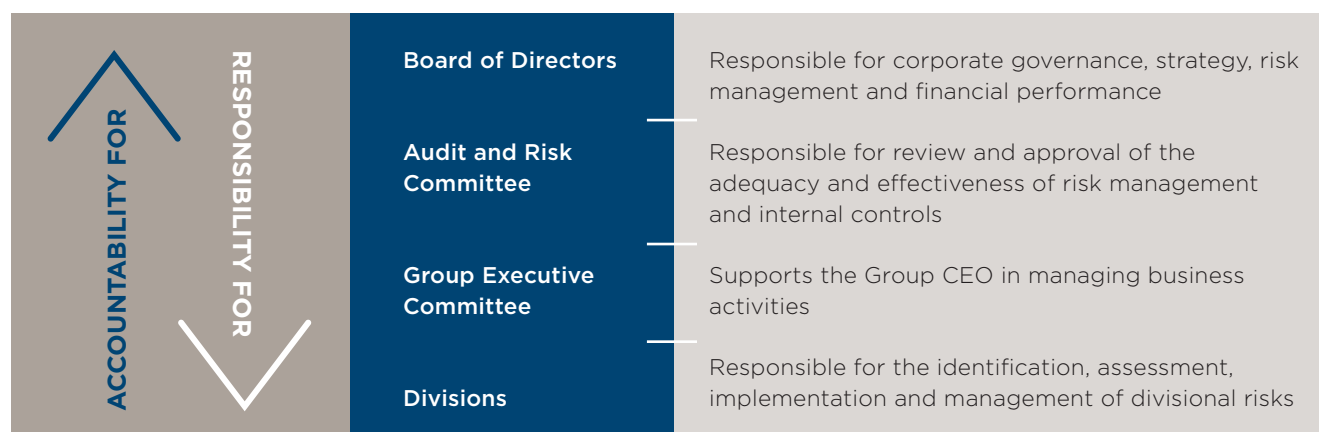 ACCOUNTABILITY FOR
RESPONSIBILITY FOR
Board of Directors
Responsible for corporate governance, strategy, risk
management and financial performance
Audit and Risk
Committee
Responsible for review and approval of the
adequacy and effectiveness of risk management
and internal controls
Group Executive
Committee
Supports the Group CEO in managing business
activities
Divisions
Responsible for the identification, assessment,
implementation and management of divisional risks